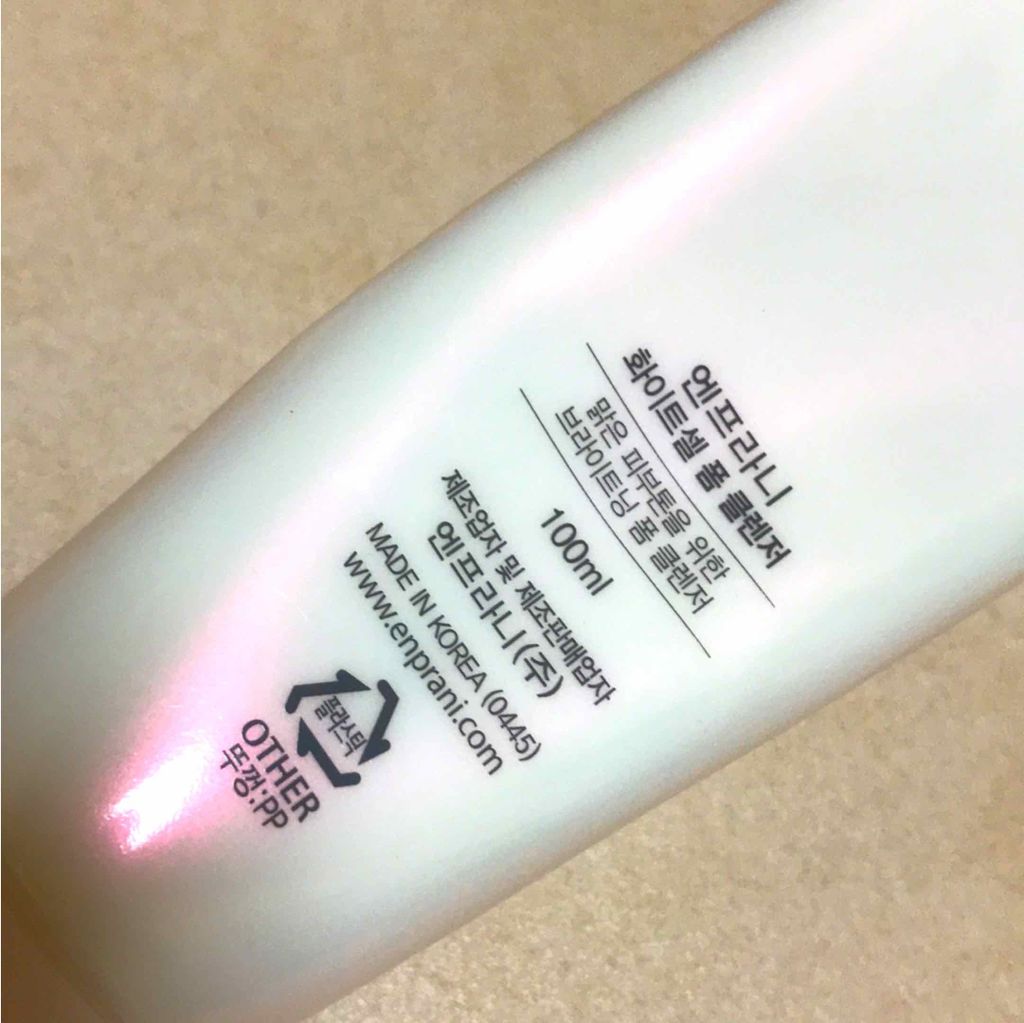 엔프라니
화이트셀 폼 클렌저
맑은 피부톤을 위한
브라이트닝 폼 클렌저
100ml
제조업자 및 제조판매업자
엔프라니(주)
MADE IN KOREA (0445)
www.enprani.com
플라스틱
OTHER
뚜껑:PP